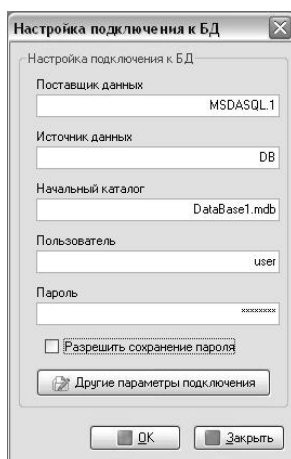 Настройка подключения к БД
Настройка подключения к БД
Поставщик данных
MSDASQL.1
Источник данных
DB
Начальный каталог
DataBase1.mdb
Пользователь
user
Пароль
xxxxxxxx
Разрешить сохранение пароля
Другие параметры подключения
OK
Закрыть